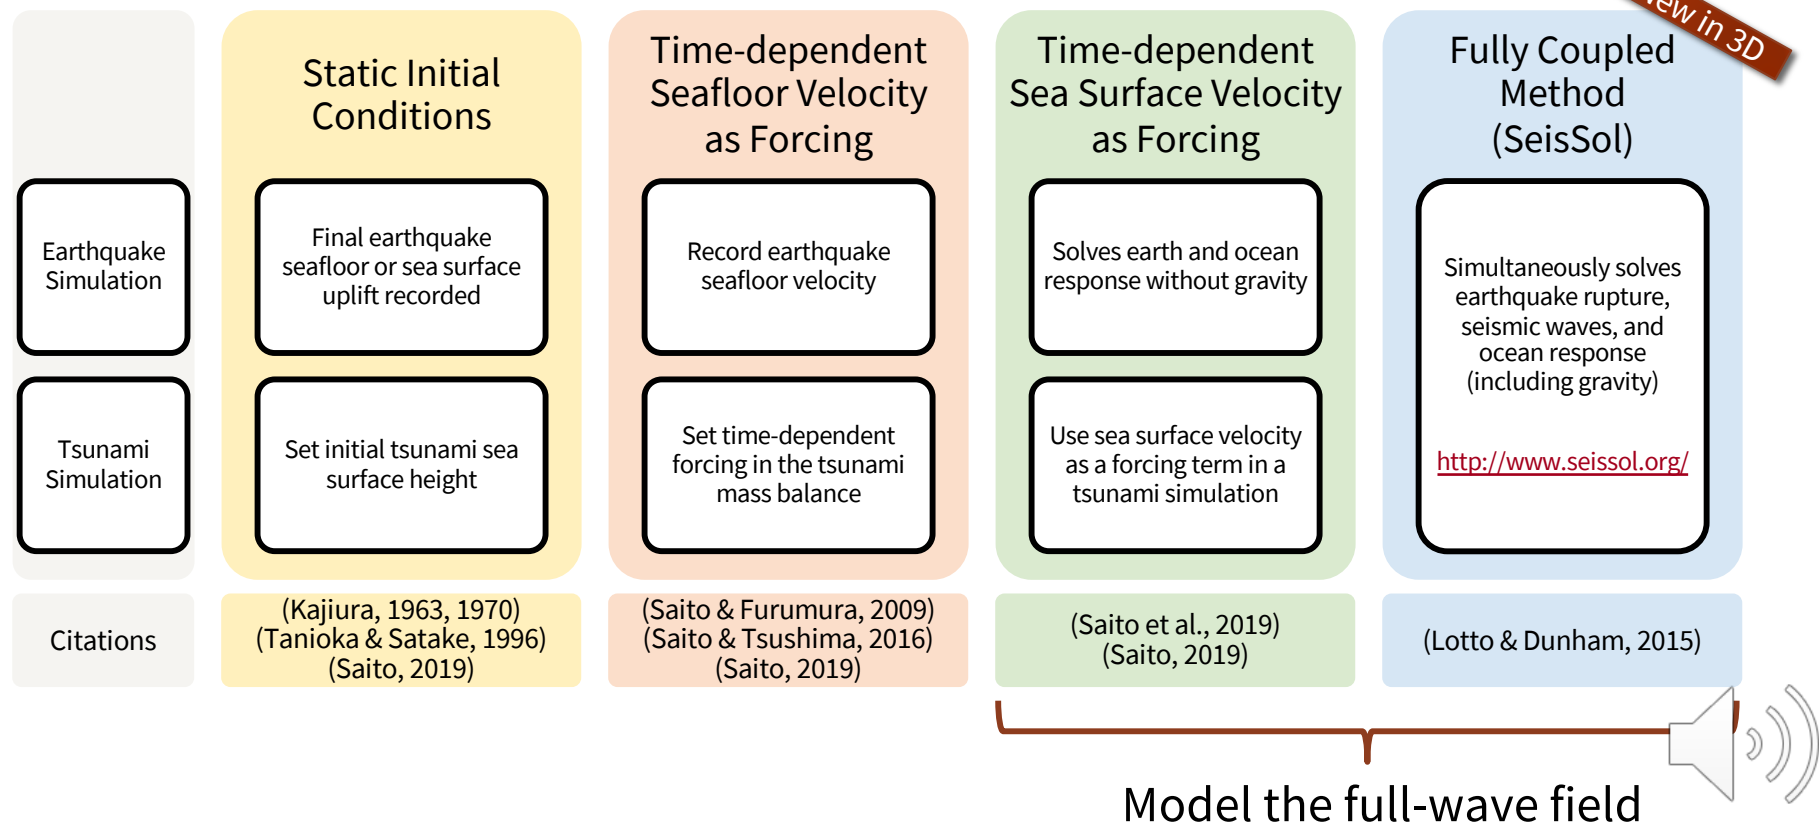 New in 3D
Static Initial
Conditions
Time-dependent
Seafloor Velocity
as Forcing
Time-dependent
Sea Surface Velocity
as Forcing
Fully Coupled
Method
(SeisSol)
Earthquake
Simulation
Final earthquake
seafloor or sea surface
uplift recorded
Record earthquake
seafloor velocity
Solves earth and ocean
response without gravity
Simultaneously solves
earthquake rupture,
seismic waves, and
ocean response
(including gravity)
http://www.seissol.org/
Tsunami
Simulation
Set initial tsunami sea
surface height
Set time-dependent
forcing in the tsunami
mass balance
Use sea surface velocity
as a forcing term in a
tsunami simulation
Citations
(Kajiura, 1963, 1970)
(Tanioka & Satake, 1996)
(Saito, 2019)
(Saito & Furumura, 2009)
(Saito & Tsushima, 2016)
(Saito, 2019)
(Saito et al., 2019)
(Saito, 2019)
(Lotto & Dunham, 2015)
Model the full-wave field